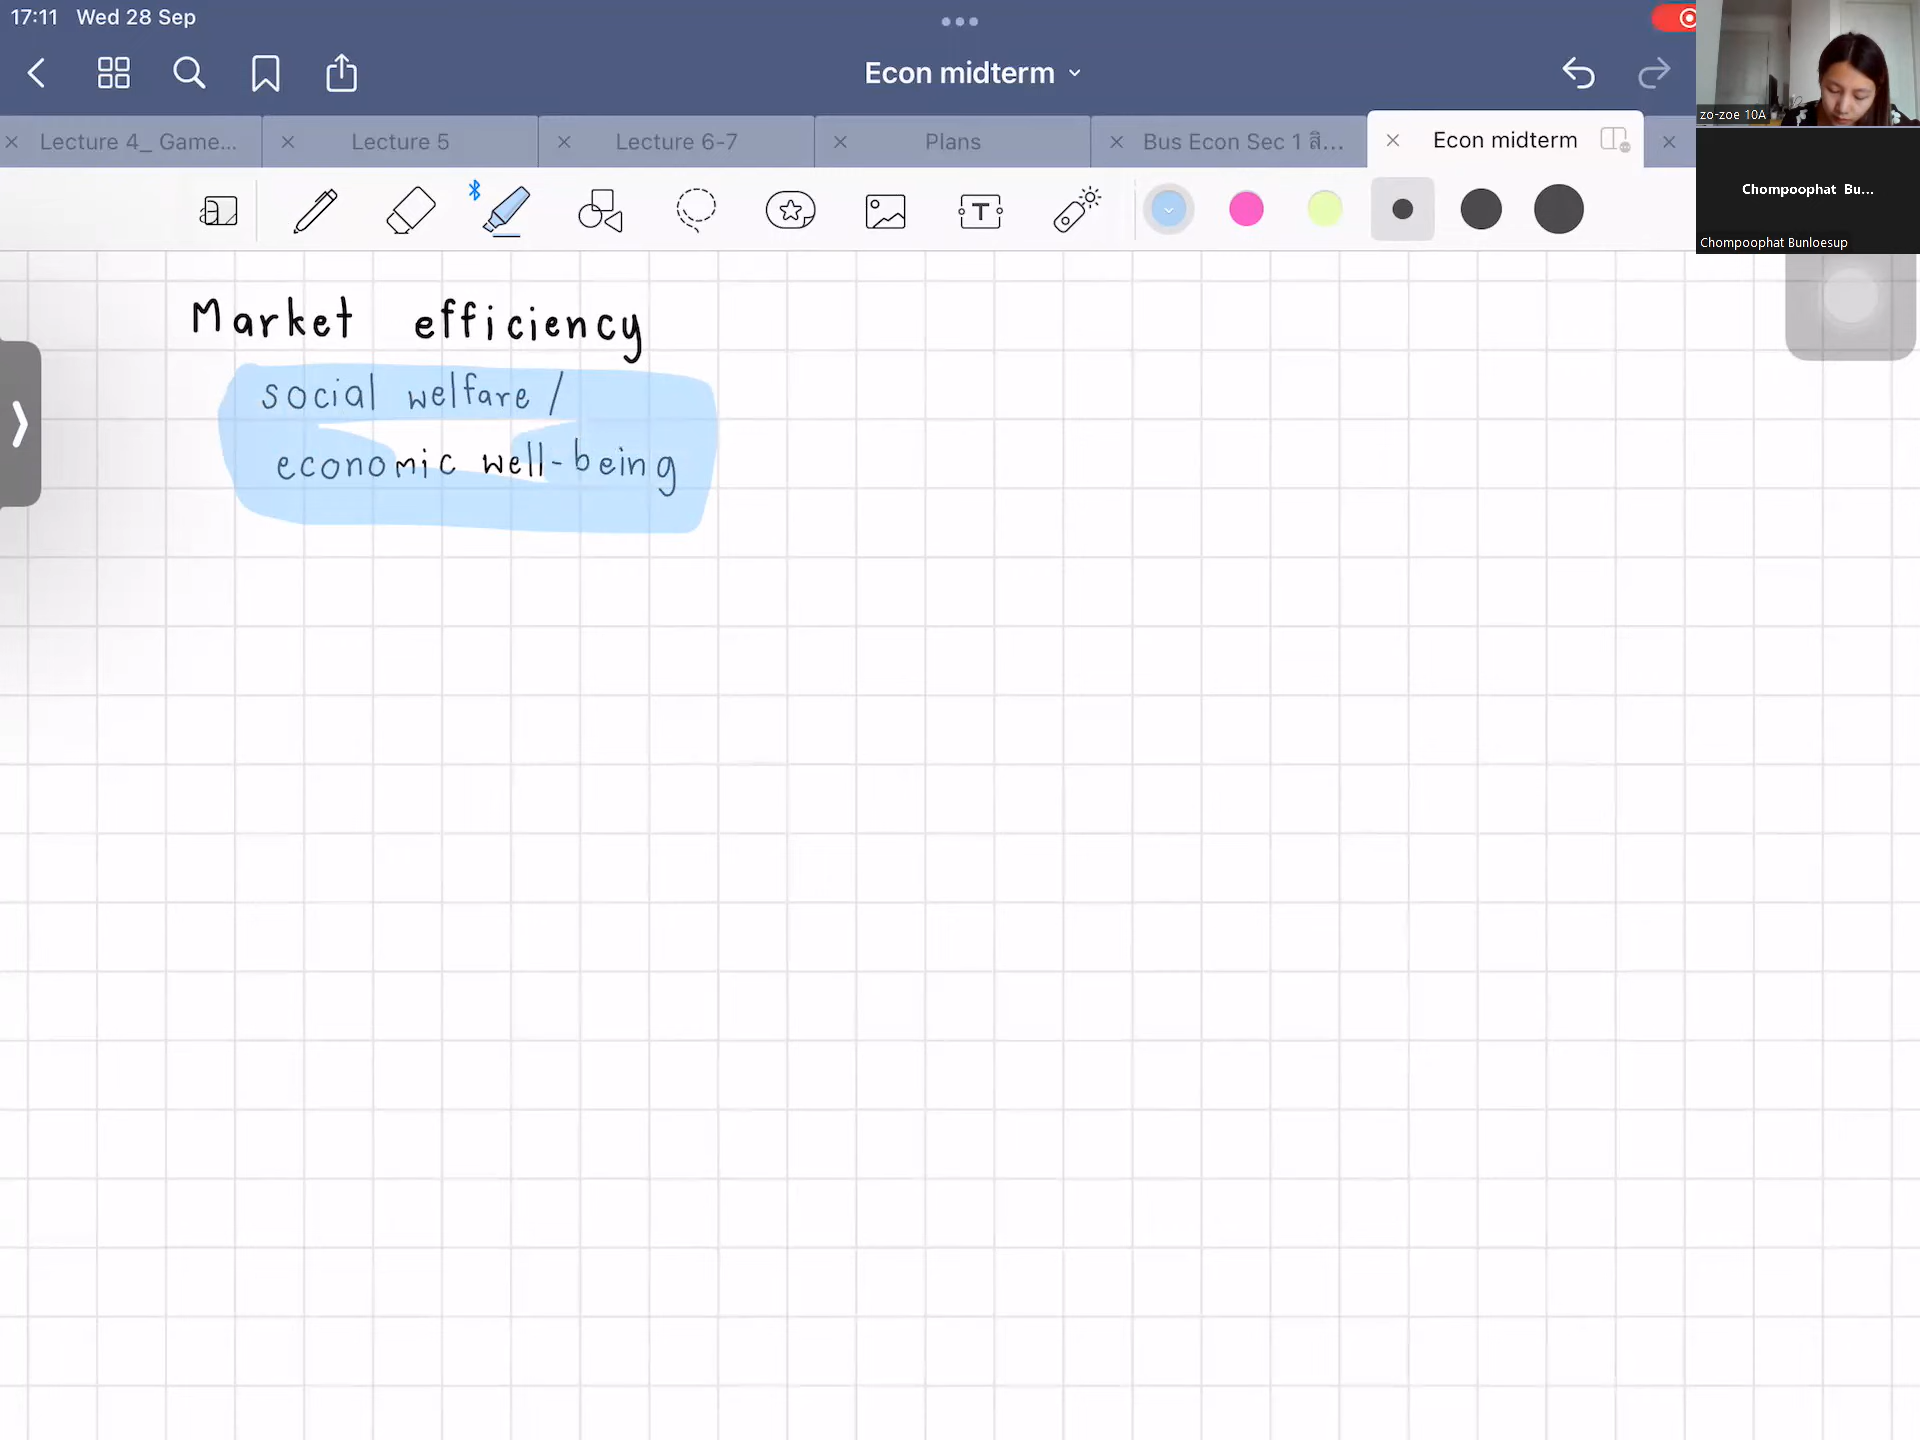 17:11 Wed 28 Sep
Econ midterm
Lecture 4_ Game...
Lecture 5
Lecture 6-7
Plans
Bus Econ Sec 1 สิ...
Econ midterm
zo-zoe 10A
Chompoophat Bu...
Chompoophat Bunloesup
Market efficiency
social welfare /
economic well-being